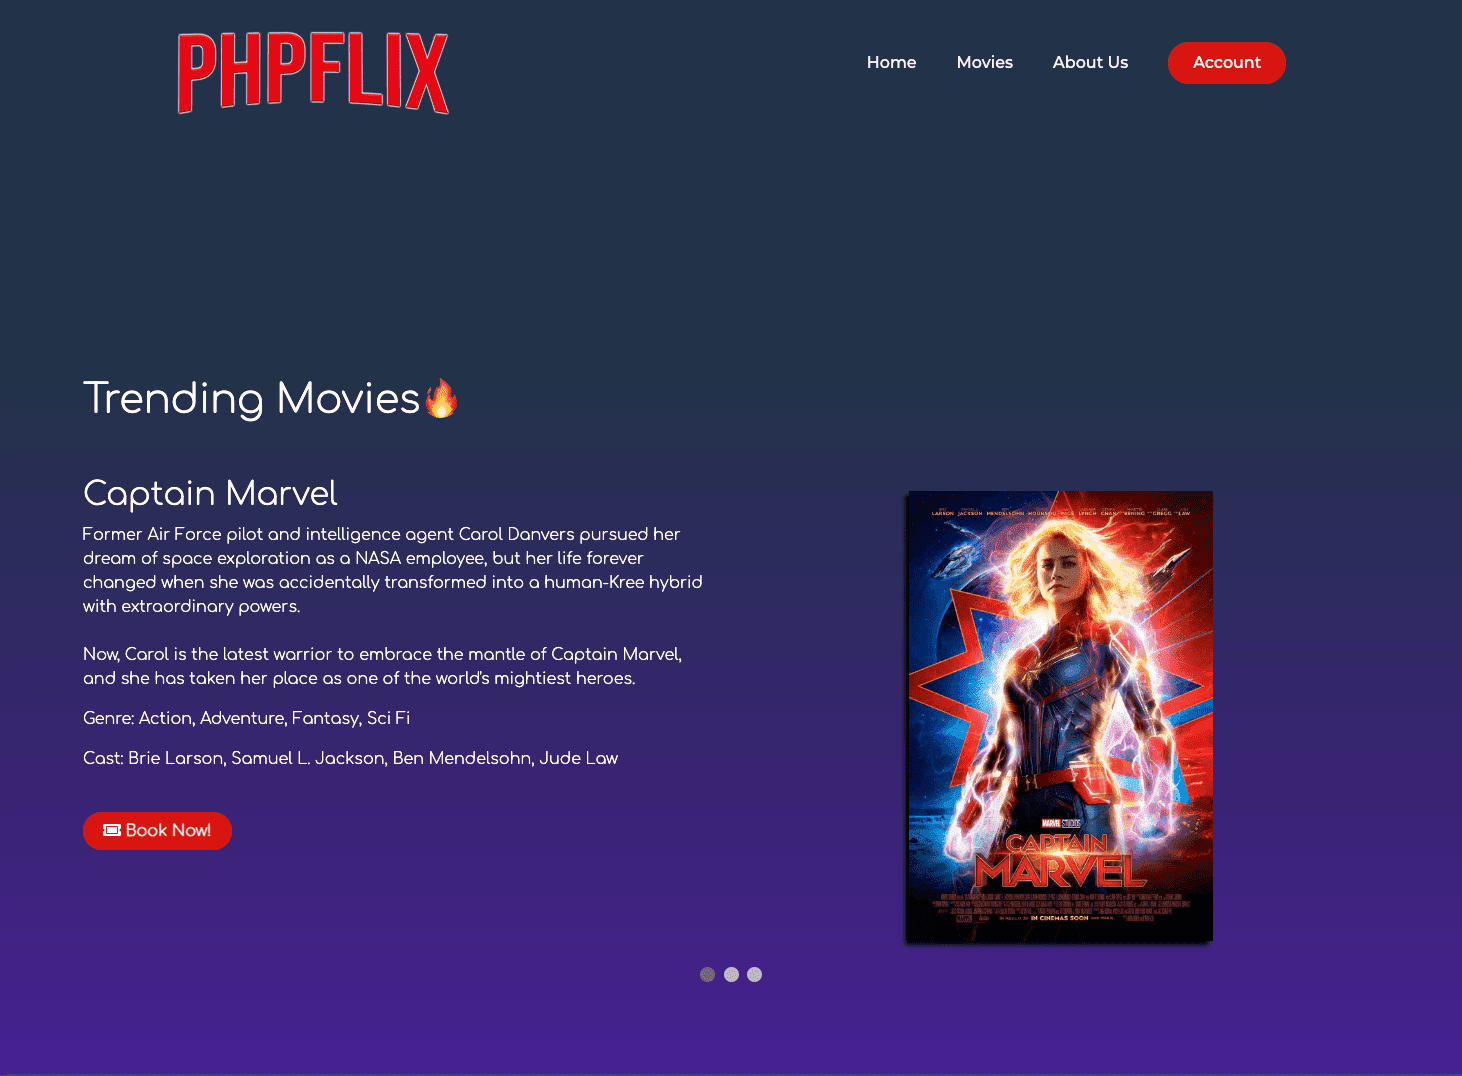 PHPFLIX
Home Movies About Us Account
Trending Movies🔥
Captain Marvel
Former Air Force pilot and intelligence agent Carol Danvers pursued her
dream of space exploration as a NASA employee, but her life forever
changed when she was accidentally transformed into a human-Kree hybrid
with extraordinary powers.
Now, Carol is the latest warrior to embrace the mantle of Captain Marvel,
and she has taken her place as one of the world's mightiest heroes.
Genre: Action, Adventure, Fantasy, Sci Fi
Cast: Brie Larson, Samuel L. Jackson, Ben Mendelsohn, Jude Law
Book Now!
LARSON JACKSON MENDELSOHN HOUNSOU PACE LYNCH CHAN BENING GREGG LAW
MARVEL STUDIOS
CAPTAIN
MARVEL
IN CINEMAS SOON